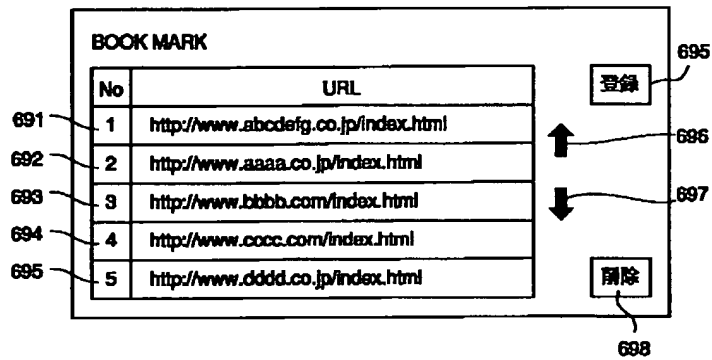 BOOK MARK
695
No URL 登録
691 1 http://www.abcdefg.co.jp/index.html
696
692 2 http://www.aaaa.co.jp/index.html
693 3 http://www.bbbb.com/index.html 697
694 4 http://www.cccc.com/index.html
695 5 http://www.dddd.co.jp/index.html 削除
698